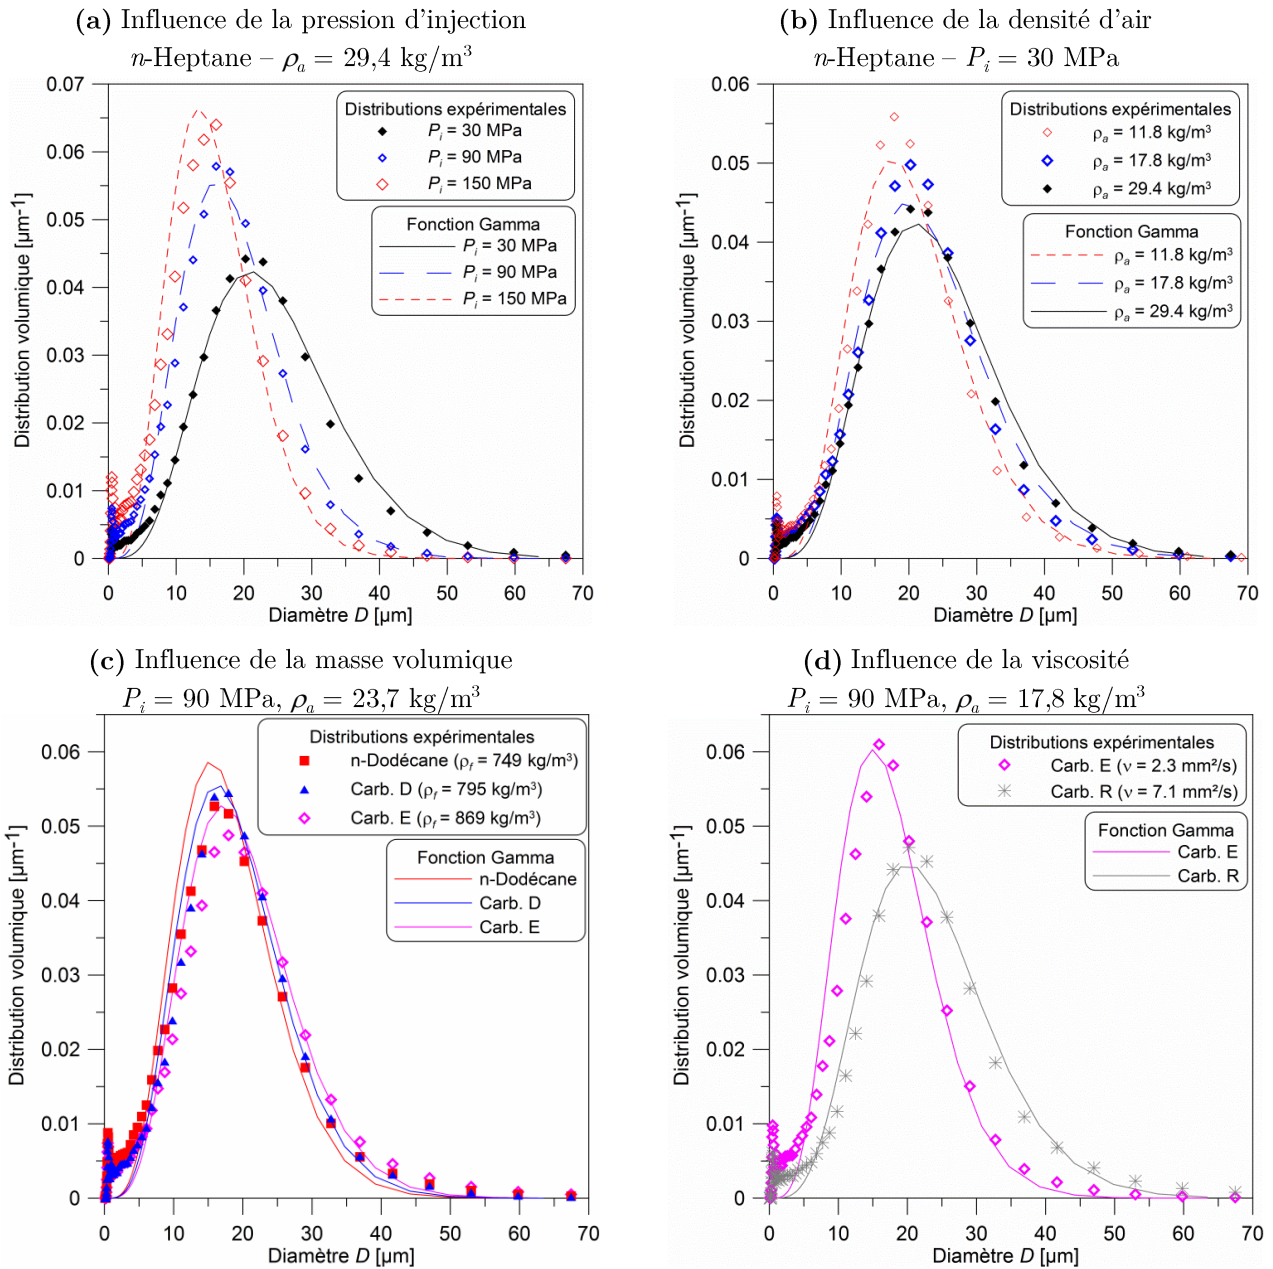 (a) Influence de la pression d'injection
n-Heptane – ρa = 29,4 kg/m³
0.07
0.06
0.05
0.04
0.03
0.02
0.01
0
Distribution volumique [µm-1]
Distributions expérimentales
Pi = 30 MPa
Pi = 90 MPa
Pi = 150 MPa
Fonction Gamma
Pi = 30 MPa
Pi = 90 MPa
Pi = 150 MPa
0 10 20 30 40 50 60 70
Diamètre D [µm]
(b) Influence de la densité d'air
n-Heptane – Pi = 30 MPa
0.06
0.05
0.04
0.03
0.02
0.01
0
Distribution volumique [µm-1]
Distributions expérimentales
ρa = 11.8 kg/m³
ρa = 17.8 kg/m³
ρa = 29.4 kg/m³
Fonction Gamma
ρa = 11.8 kg/m³
ρa = 17.8 kg/m³
ρa = 29.4 kg/m³
0 10 20 30 40 50 60 70
Diamètre D [µm]
(c) Influence de la masse volumique
Pi = 90 MPa, ρa = 23,7 kg/m³
0.06
0.05
0.04
0.03
0.02
0.01
0
Distribution volumique [µm-1]
Distributions expérimentales
n-Dodécane (ρf = 749 kg/m³)
Carb. D (ρf = 795 kg/m³)
Carb. E (ρf = 869 kg/m³)
Fonction Gamma
n-Dodécane
Carb. D
Carb. E
0 10 20 30 40 50 60 70
Diamètre D [µm]
(d) Influence de la viscosité
Pi = 90 MPa, ρa = 17,8 kg/m³
0.06
0.05
0.04
0.03
0.02
0.01
0
Distribution volumique [µm-1]
Distributions expérimentales
Carb. E (ν = 2.3 mm²/s)
Carb. R (ν = 7.1 mm²/s)
Fonction Gamma
Carb. E
Carb. R
0 10 20 30 40 50 60 70
Diamètre D [µm]